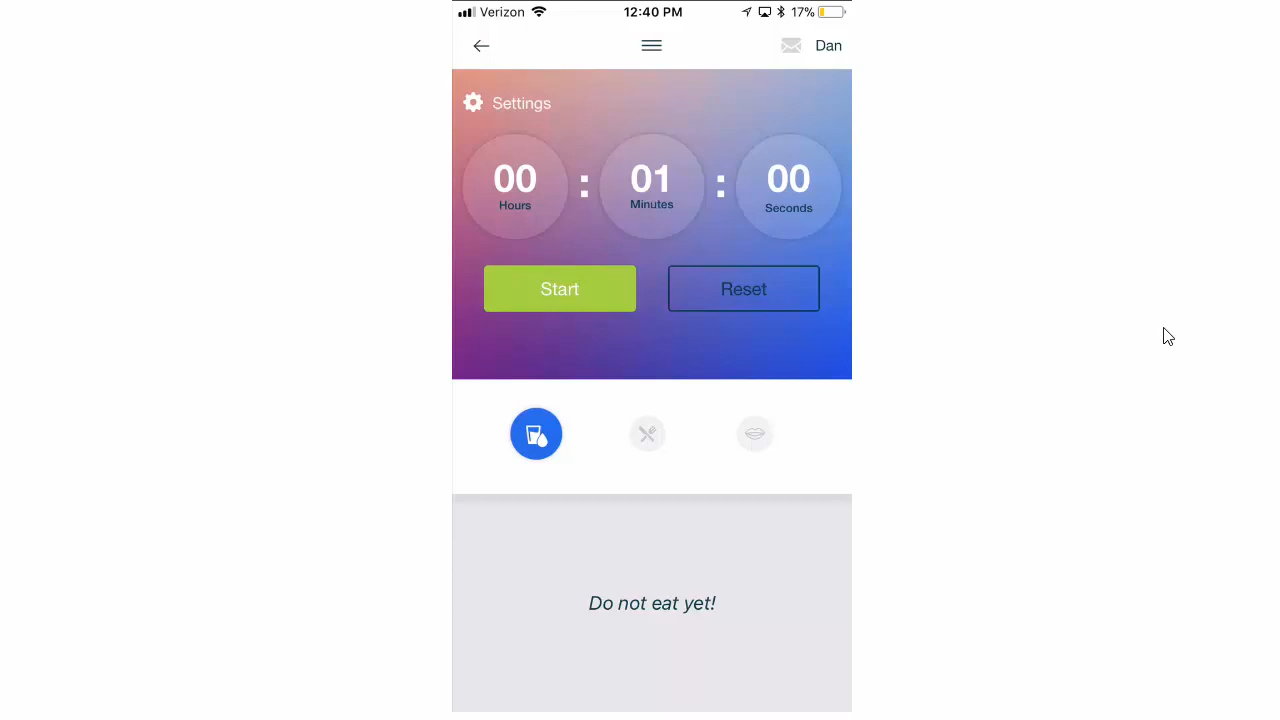 Verizon 12:40 PM 17%
Dan
Settings
00 : 01 : 00
Hours Minutes Seconds
Start Reset
Do not eat yet!